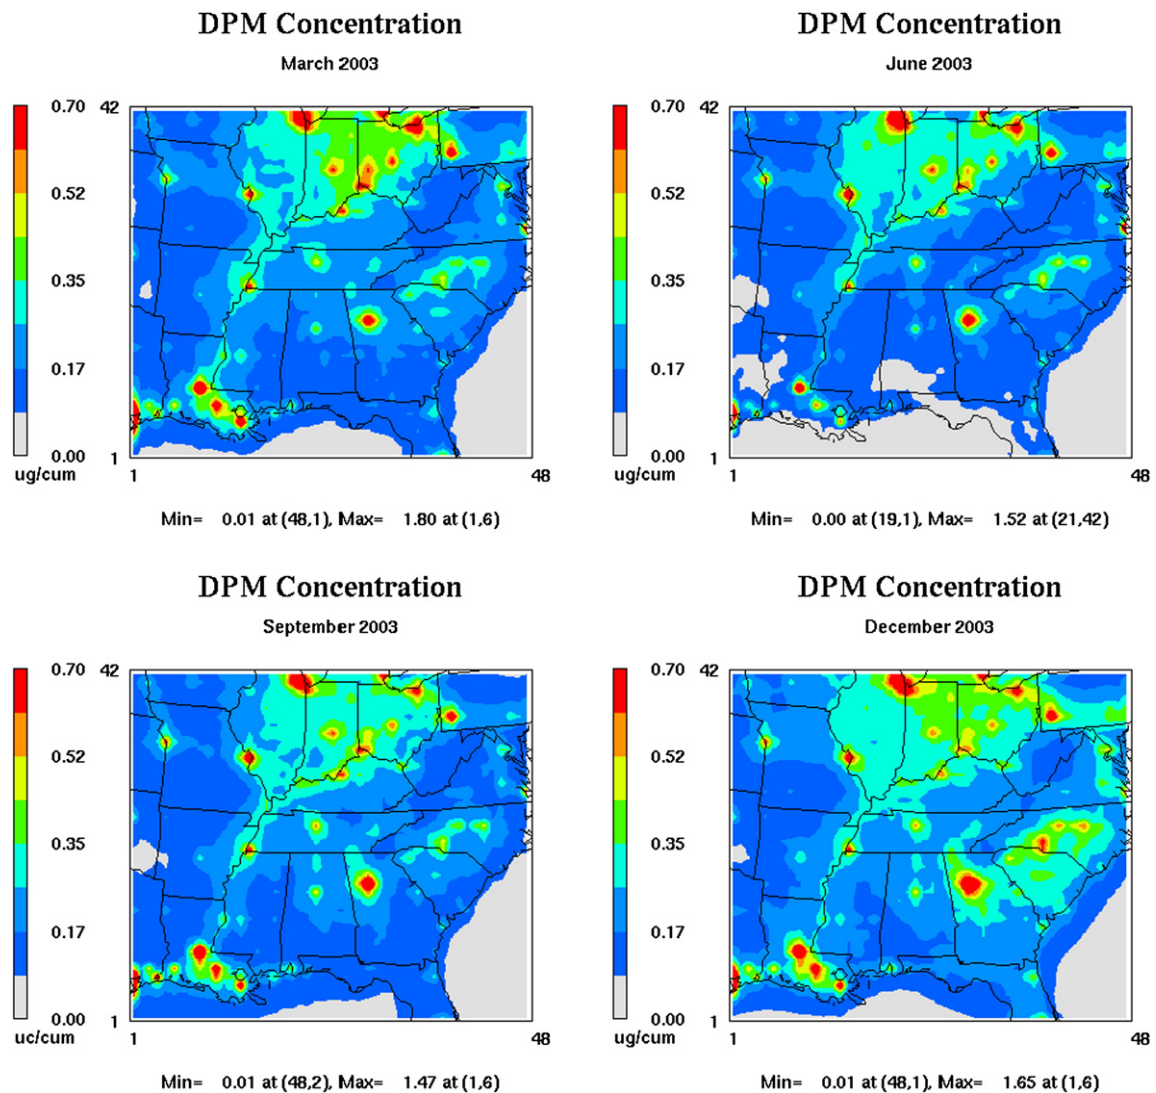 DPM Concentration
March 2003
0.70
0.52
0.35
0.17
0.00
ug/cum
42
1
1
48
Min= 0.01 at (48,1), Max= 1.80 at (1,6)
DPM Concentration
June 2003
0.70
0.52
0.35
0.17
0.00
ug/cum
42
1
1
48
Min= 0.00 at (19,1), Max= 1.52 at (21,42)
DPM Concentration
September 2003
0.70
0.52
0.35
0.17
0.00
uc/cum
42
1
1
48
Min= 0.01 at (48,2), Max= 1.47 at (1,6)
DPM Concentration
December 2003
0.70
0.52
0.35
0.17
0.00
ug/cum
42
1
1
48
Min= 0.01 at (48,1), Max= 1.65 at (1,6)